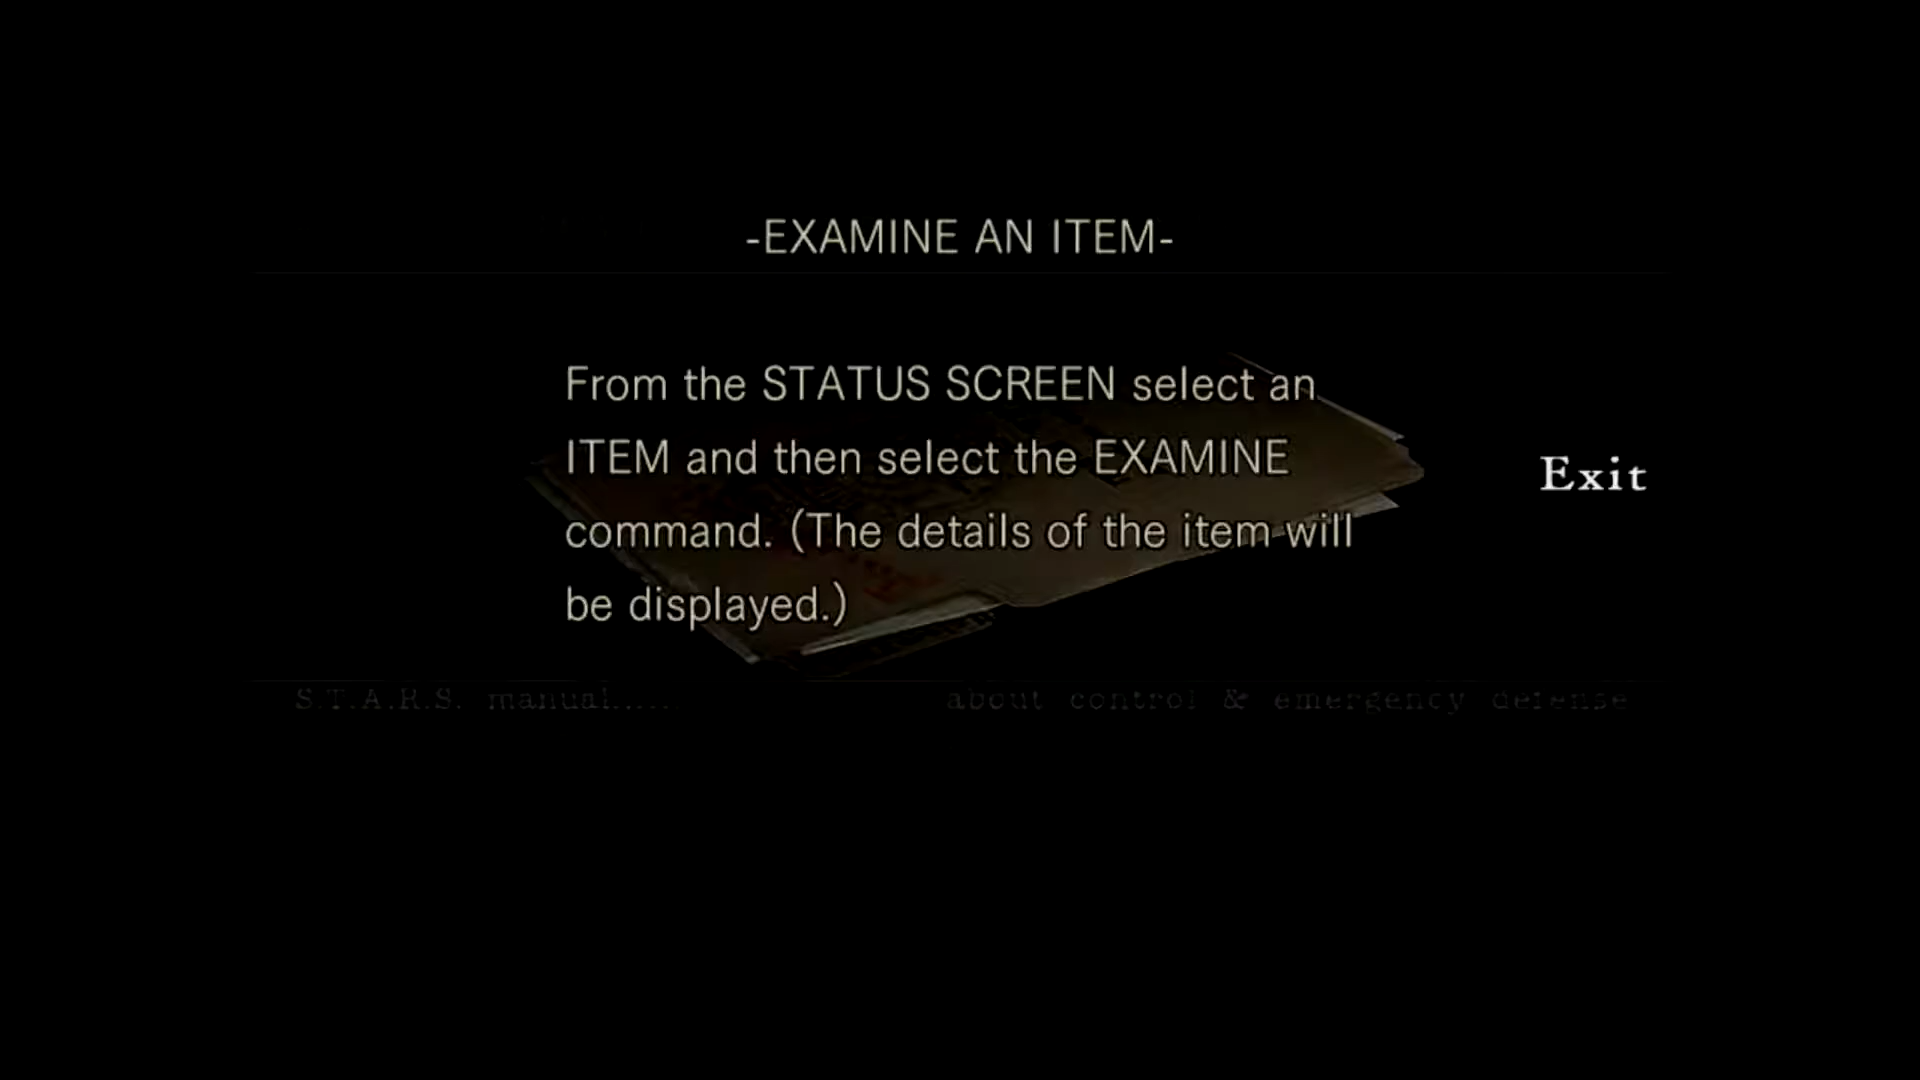 -EXAMINE AN ITEM-
From the STATUS SCREEN select an
ITEM and then select the EXAMINE
command. (The details of the item will
be displayed.)
Exit
S.T.A.R.S. manual..... about control & emergency defense